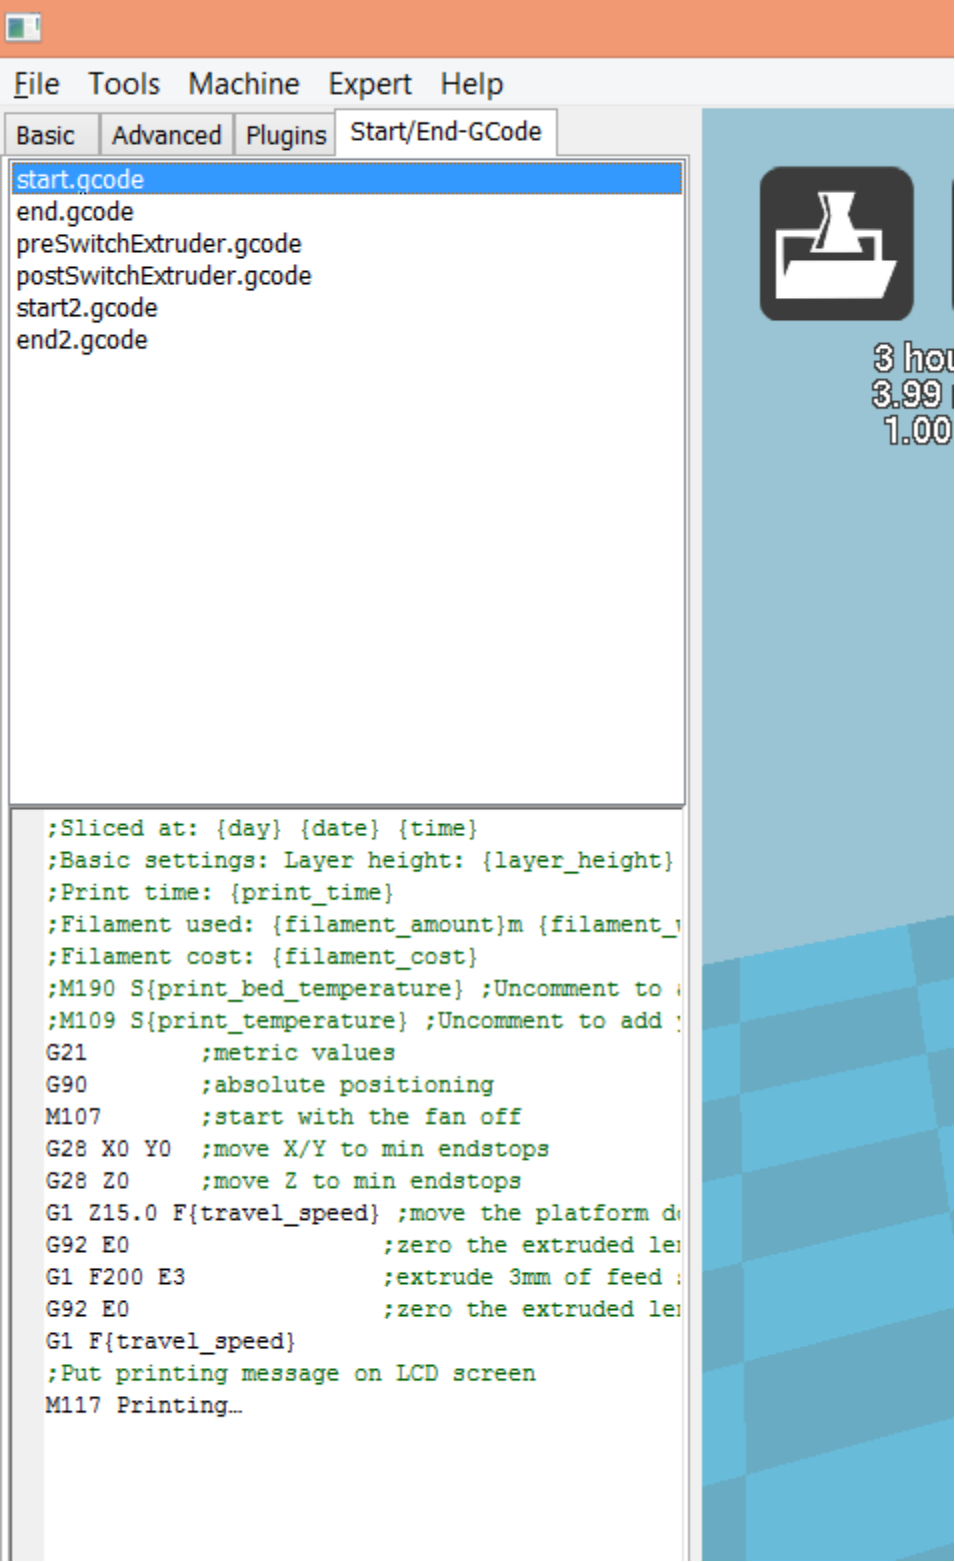 File Tools Machine Expert Help
Basic Advanced Plugins Start/End-GCode
start.gcode
end.gcode
preSwitchExtruder.gcode
postSwitchExtruder.gcode
start2.gcode
end2.gcode
3
3.99
1.00
;Sliced at: {day} {date} {time}
;Basic settings: Layer height: {layer_height}
;Print time: {print_time}
;Filament used: {filament_amount}m
;Filament cost: {filament_cost}
;M190 S{print_bed_temperature} ;Uncomment to
;M109 S{print_temperature} ;Uncomment to add
G21 ;metric values
G90 ;absolute positioning
M107 ;start with the fan off
G28 X0 Y0 ;move X/Y to min endstops
G28 Z0 ;move Z to min endstops
G1 Z15.0 F{travel_speed} ;move the platform
G92 E0 ;zero the extruded
G1 F200 E3 ;extrude 3mm of feed
G92 E0 ;zero the extruded
G1 F{travel_speed}
;Put printing message on LCD screen
M117 Printing…